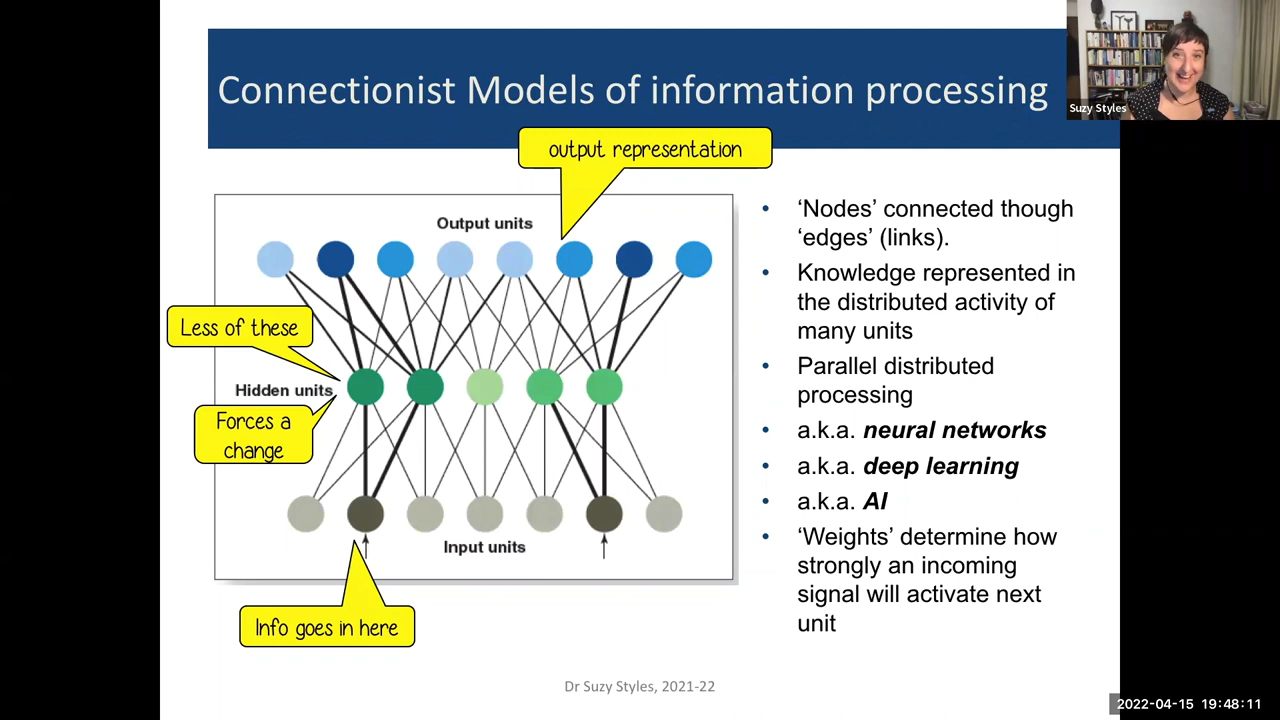 Connectionist Models of information processing
Suzy Styles
output representation
Output units
Less of these
Hidden units
Forces a
change
Input units
Info goes in here
• ‘Nodes’ connected though
‘edges’ (links).
• Knowledge represented in
the distributed activity of
many units
• Parallel distributed
processing
• a.k.a. neural networks
• a.k.a. deep learning
• a.k.a. AI
• ‘Weights’ determine how
strongly an incoming
signal will activate next
unit
Dr Suzy Styles, 2021-22
2022-04-15 19:48:11